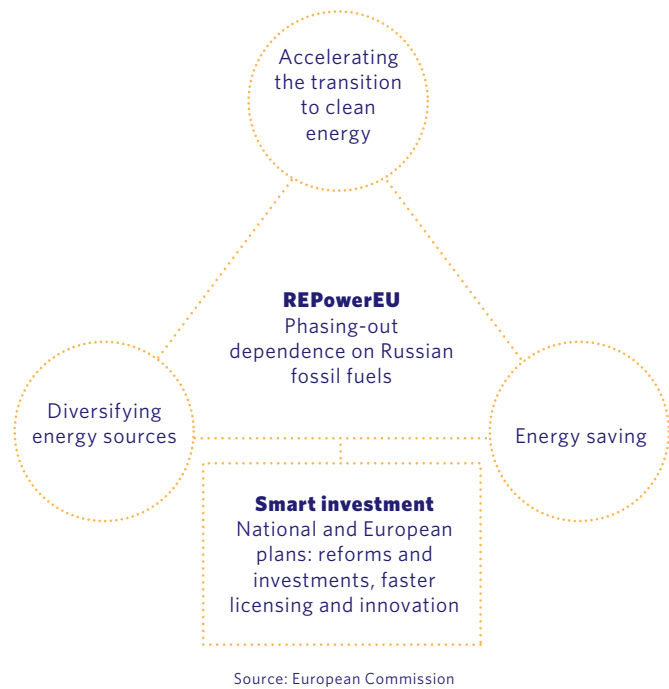 Accelerating
the transition
to clean
energy
REPowerEU
Phasing-out
dependence on Russian
fossil fuels
Diversifying
energy sources
Energy saving
Smart investment
National and European
plans: reforms and
investments, faster
licensing and innovation
Source: European Commission